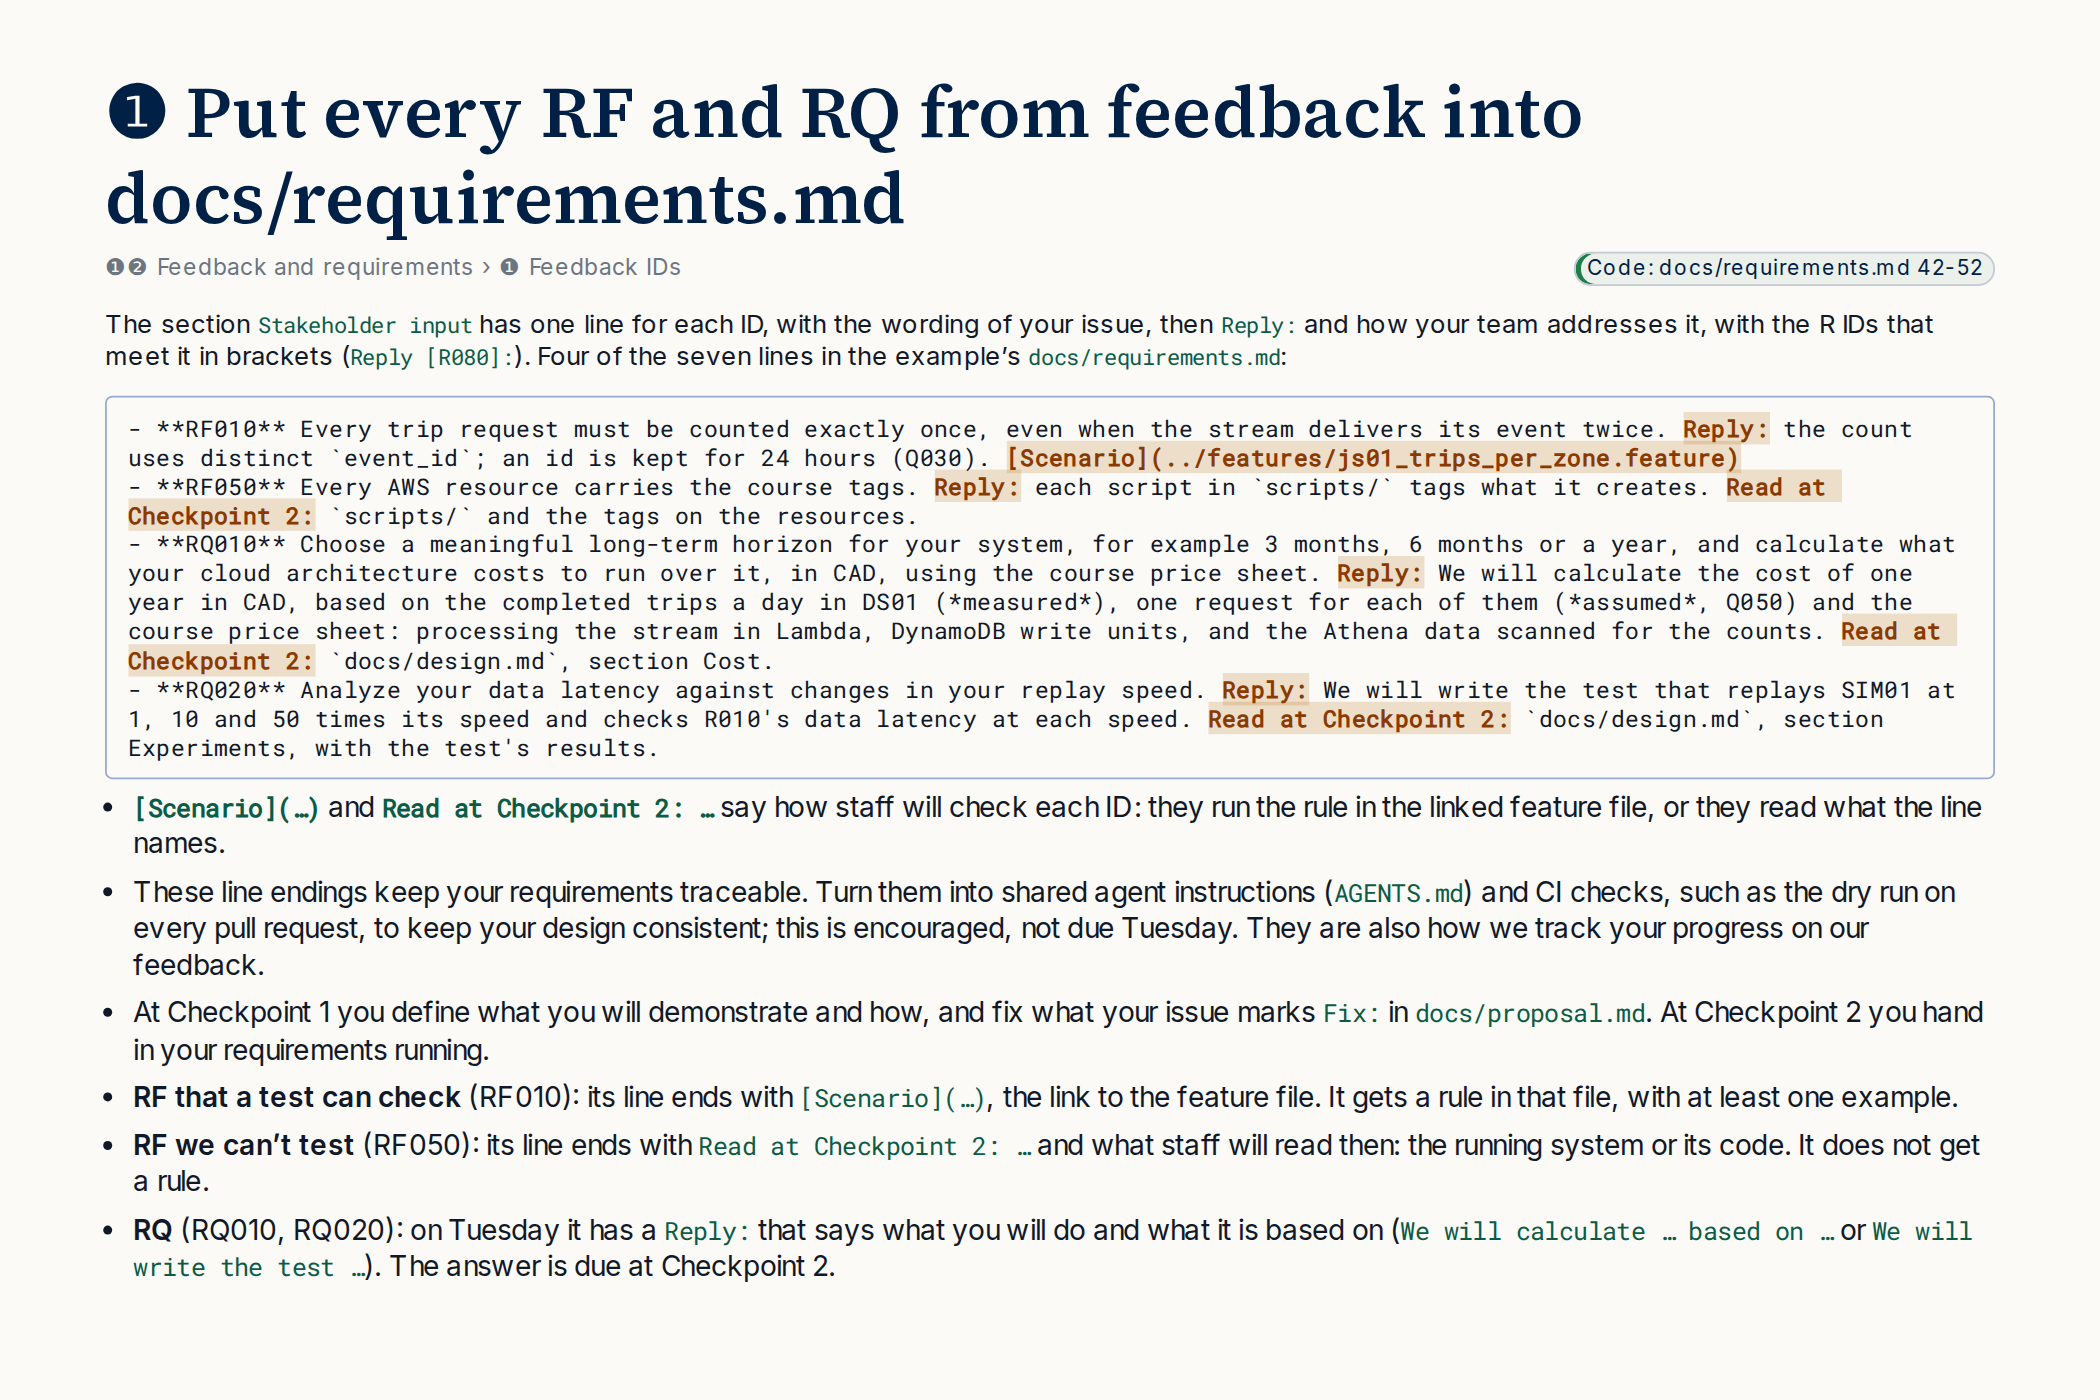 ❶ Put every RF and RQ from feedback into
docs/requirements.md
❶❷ Feedback and requirements › ❶ Feedback IDs
Code: docs/requirements.md 42-52
The section Stakeholder input has one line for each ID, with the wording of your issue, then Reply: and how your team addresses it, with the R IDs that
meet it in brackets (Reply [R080]:). Four of the seven lines in the example’s docs/requirements.md:
- **RF010** Every trip request must be counted exactly once, even when the stream delivers its event twice. Reply: the count
uses distinct `event_id`; an id is kept for 24 hours (Q030). [Scenario](../features/js01_trips_per_zone.feature)
- **RF050** Every AWS resource carries the course tags. Reply: each script in `scripts/` tags what it creates. Read at
Checkpoint 2: `scripts/` and the tags on the resources.
- **RQ010** Choose a meaningful long-term horizon for your system, for example 3 months, 6 months or a year, and calculate what
your cloud architecture costs to run over it, in CAD, using the course price sheet. Reply: We will calculate the cost of one
year in CAD, based on the completed trips a day in DS01 (*measured*), one request for each of them (*assumed*, Q050) and the
course price sheet: processing the stream in Lambda, DynamoDB write units, and the Athena data scanned for the counts. Read at
Checkpoint 2: `docs/design.md`, section Cost.
- **RQ020** Analyze your data latency against changes in your replay speed. Reply: We will write the test that replays SIM01 at
1, 10 and 50 times its speed and checks R010's data latency at each speed. Read at Checkpoint 2: `docs/design.md`, section
Experiments, with the test's results.
• [Scenario](…) and Read at Checkpoint 2: … say how staff will check each ID: they run the rule in the linked feature file, or they read what the line
names.
• These line endings keep your requirements traceable. Turn them into shared agent instructions (AGENTS.md) and CI checks, such as the dry run on
every pull request, to keep your design consistent; this is encouraged, not due Tuesday. They are also how we track your progress on our
feedback.
• At Checkpoint 1 you define what you will demonstrate and how, and fix what your issue marks Fix: in docs/proposal.md. At Checkpoint 2 you hand
in your requirements running.
• RF that a test can check (RF010): its line ends with [Scenario](…), the link to the feature file. It gets a rule in that file, with at least one example.
• RF we can’t test (RF050): its line ends with Read at Checkpoint 2: … and what staff will read then: the running system or its code. It does not get
a rule.
• RQ (RQ010, RQ020): on Tuesday it has a Reply: that says what you will do and what it is based on (We will calculate … based on … or We will
write the test …). The answer is due at Checkpoint 2.